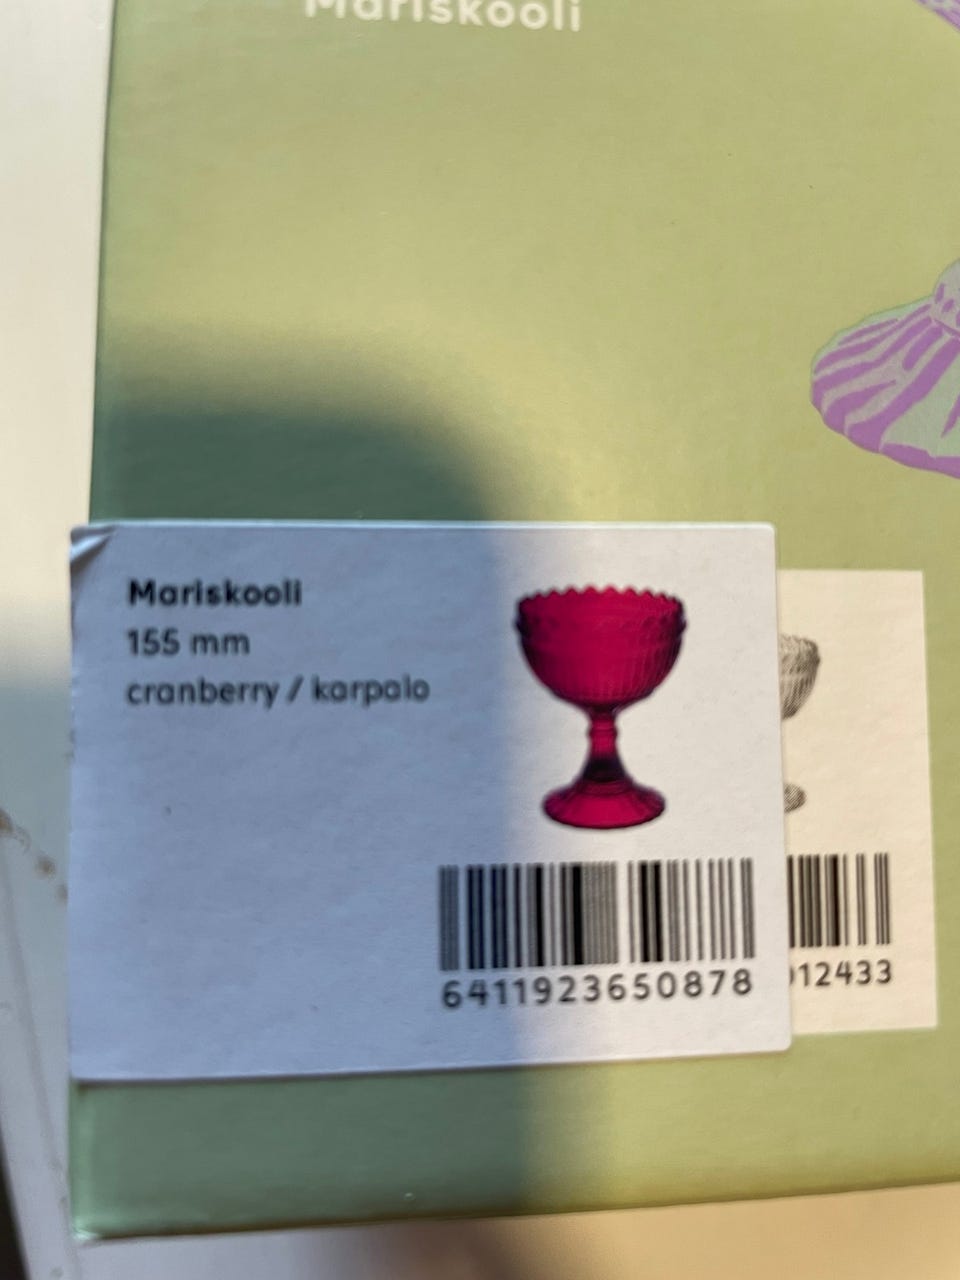 Mariskooli
Mariskooli
155 mm
cranberry / karpalo
6411923650878
12433